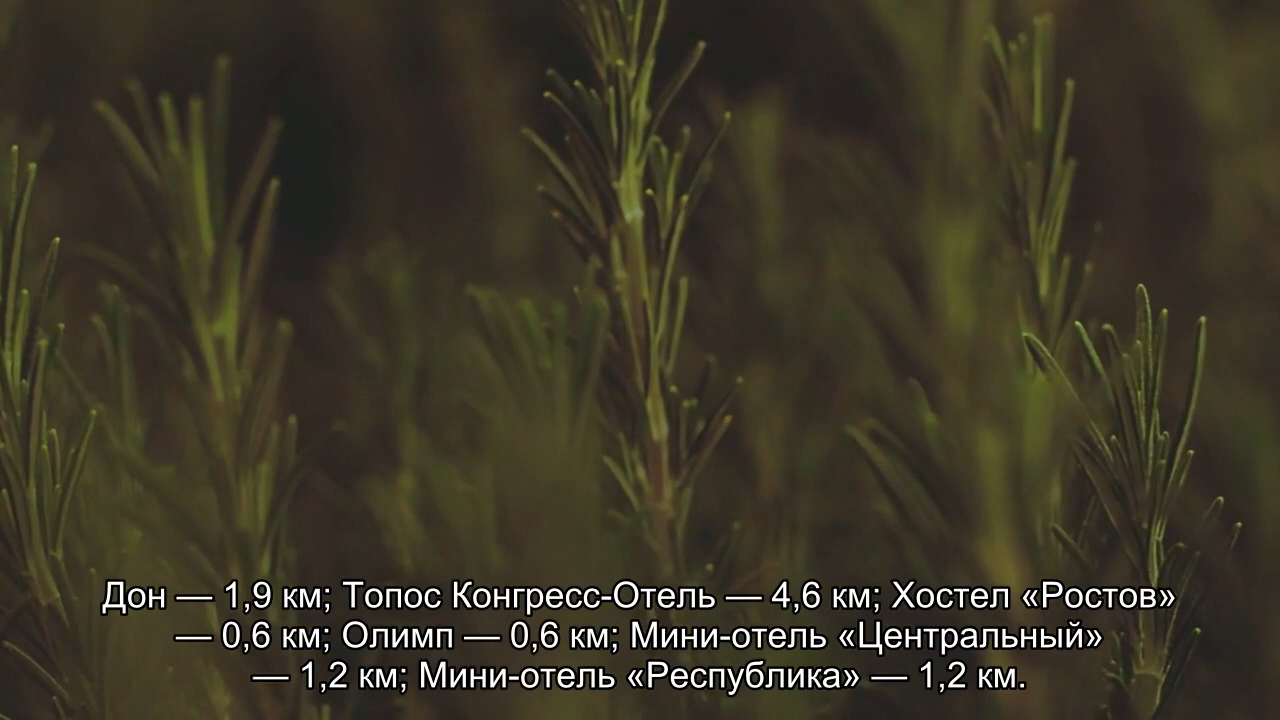 Дон — 1,9 км; Топос Конгресс-Отель — 4,6 км; Хостел «Ростов»
— 0,6 км; Олимп — 0,6 км; Мини-отель «Центральный»
— 1,2 км; Мини-отель «Республика» — 1,2 км.